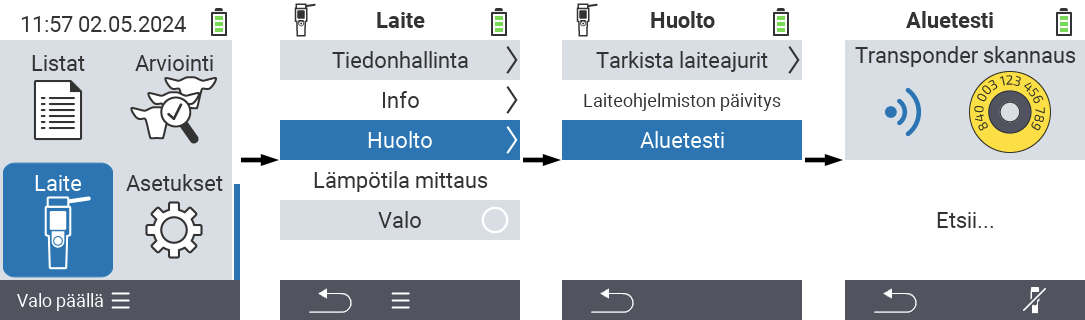 11:57 02.05.2024
Listat
Arviointi
Laite
Asetukset
Valo päällä
Laite
Tiedonhallinta
Info
Huolto
Lämpötila mittaus
Valo
Huolto
Tarkista laiteajurit
Laiteohjelmiston päivitys
Aluetesti
Aluetesti
Transponder skannaus
840 003 123 456 789
Etsii...